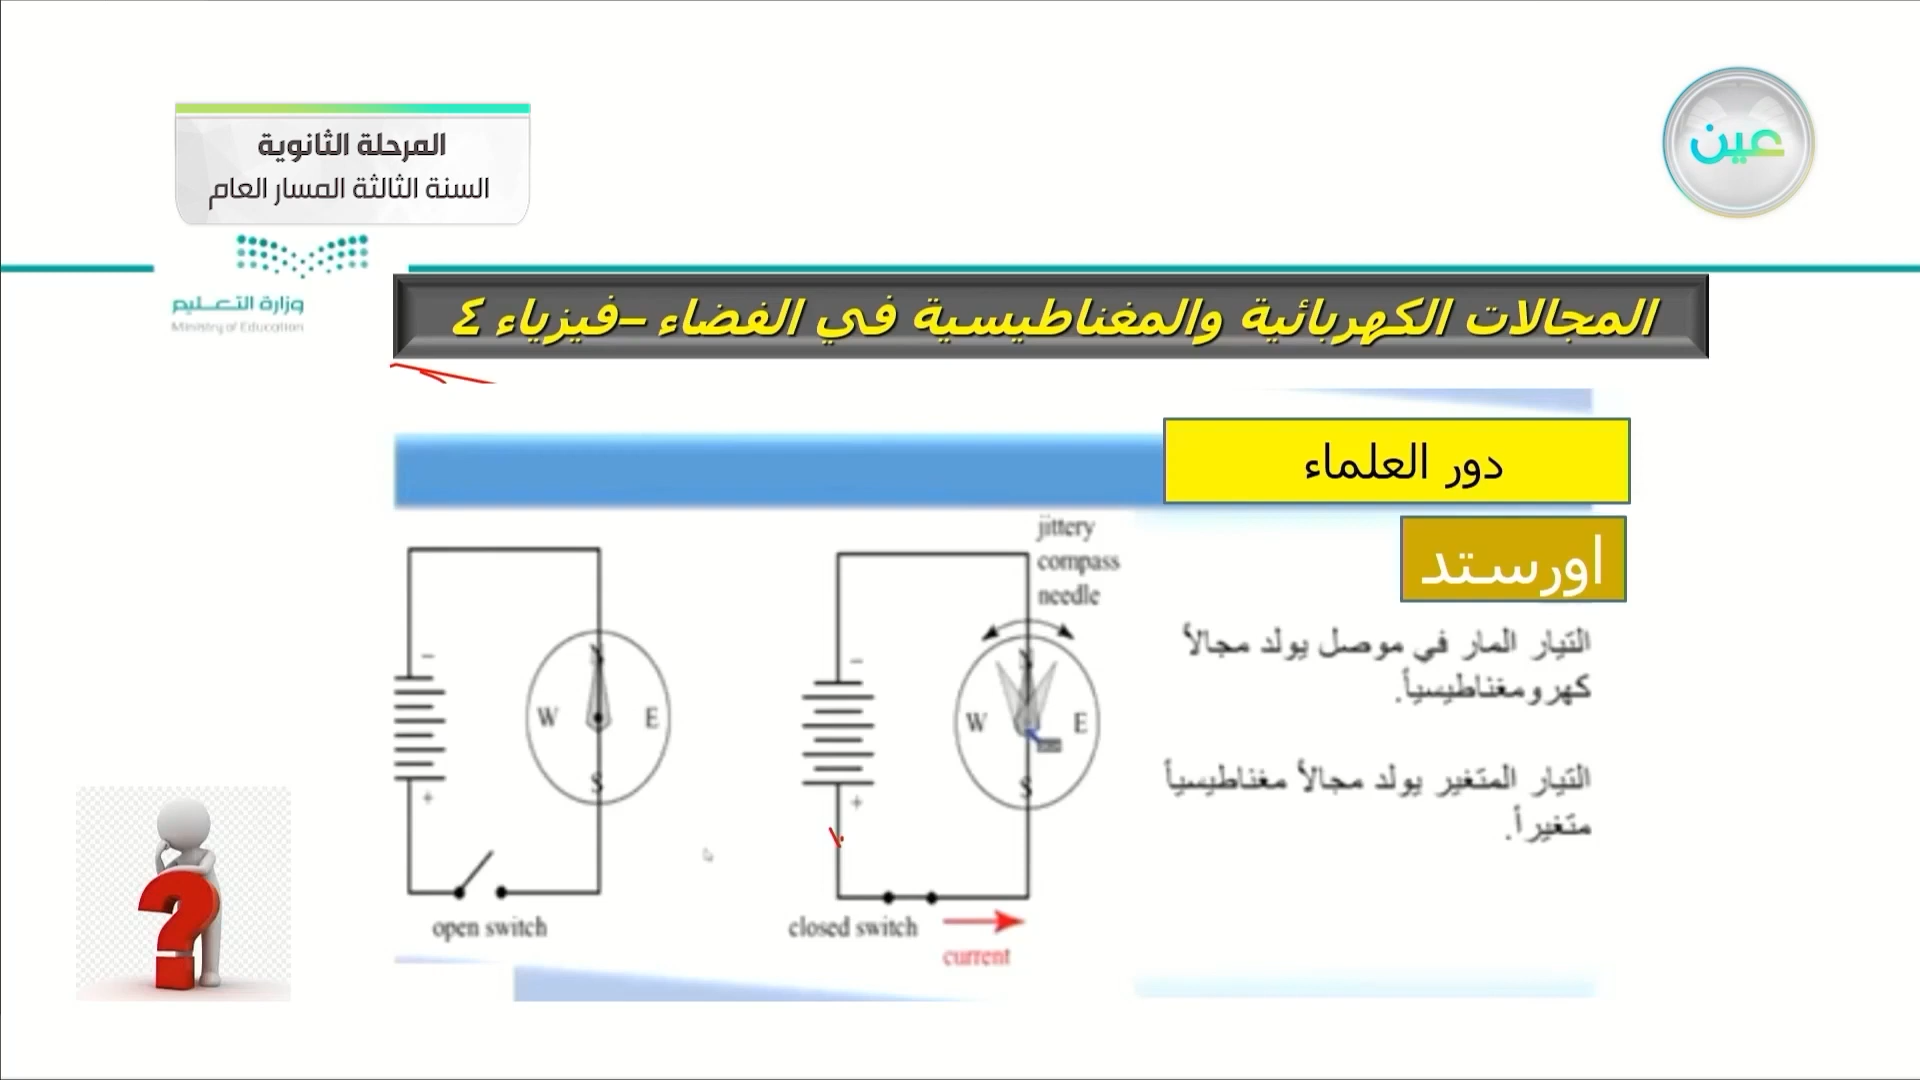 المرحلة الثانوية
السنة الثالثة المسار العام
عين
وزارة التعليم
Ministry of Education
المجالات الكهربائية والمغناطيسية في الفضاء –فيزياء ٤
دور العلماء
اورستد
التيار المار في موصل يولد مجالاً
كهرومغناطيسياً.
التيار المتغير يولد مجالاً مغناطيسياً
متغيراً.
jittery
compass
needle
−
N
W
E
S
+
open switch
−
N
W
E
S
+
closed switch
current